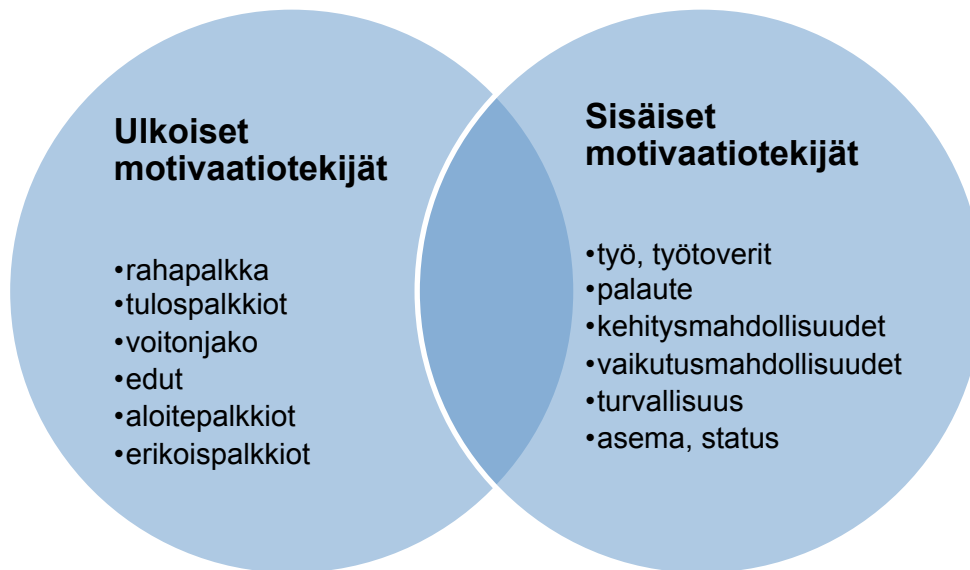 Ulkoiset
motivaatiotekijät
•rahapalkka
•tulospalkkiot
•voitonjako
•edut
•aloitepalkkiot
•erikoispalkkiot
Sisäiset
motivaatiotekijät
•työ, työtoverit
•palaute
•kehitysmahdollisuudet
•vaikutusmahdollisuudet
•turvallisuus
•asema, status